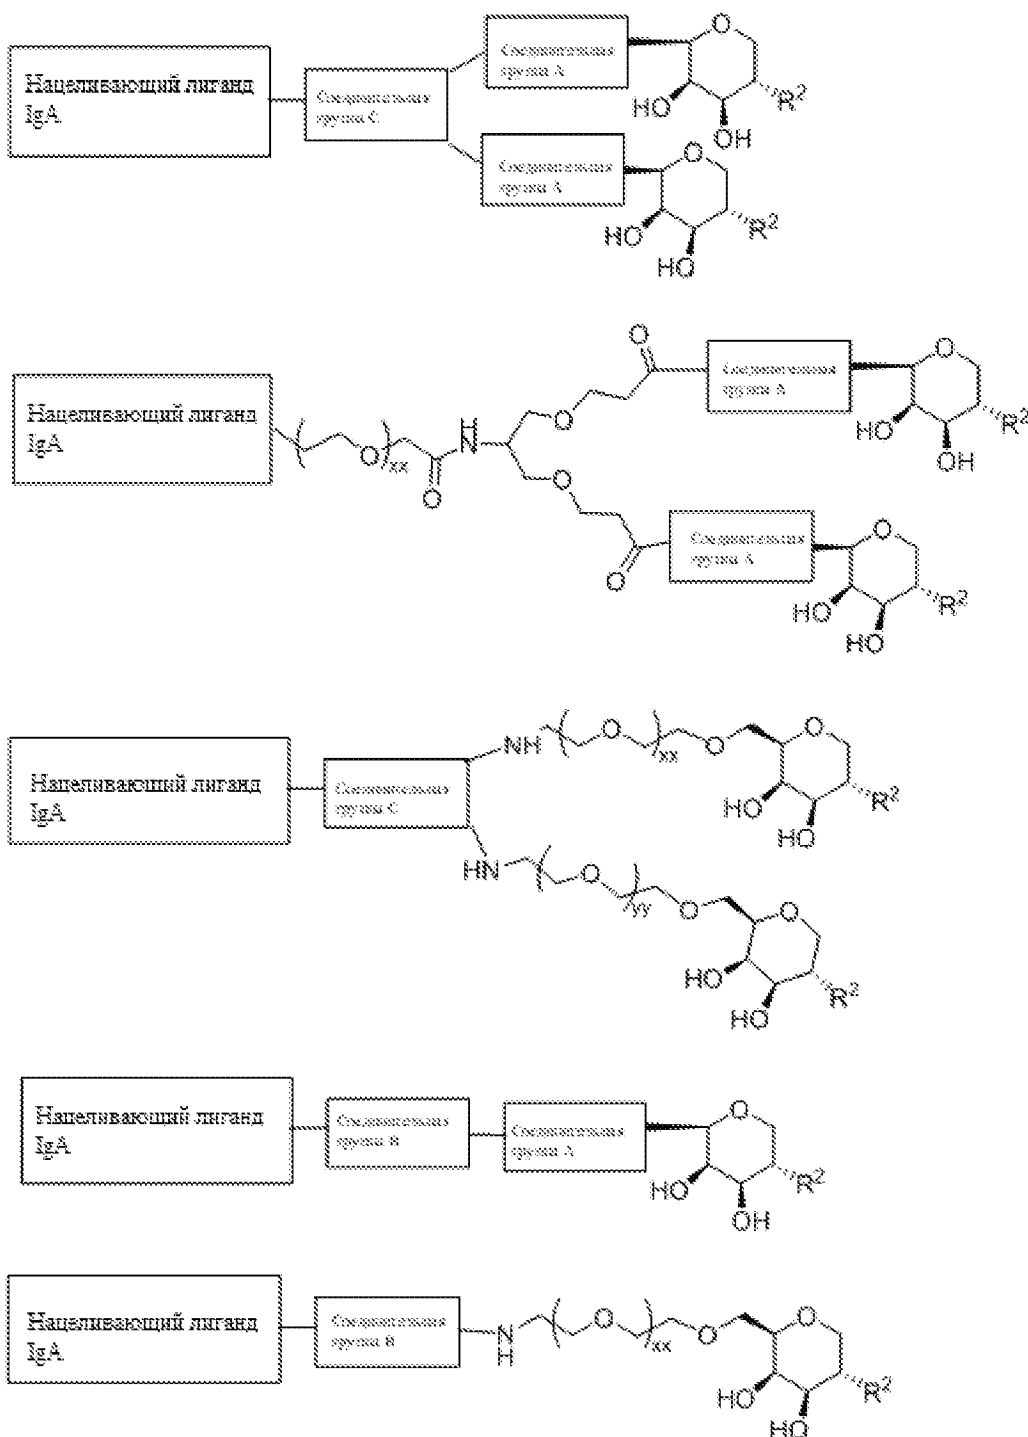 Нацеливающий лиганд
IgA
Соединительная
группа C
Соединительная
группа A
O
HO
OH
R²
Соединительная
группа A
O
HO
HO
R²
Нацеливающий лиганд
IgA
O
xx
O
H
N
O
O
O
O
Соединительная
группа A
O
HO
OH
R²
Соединительная
группа A
O
HO
HO
R²
Нацеливающий лиганд
IgA
Соединительная
группа C
NH
O
xx
O
O
HO
HO
R²
HN
O
yy
O
O
HO
HO
R²
Нацеливающий лиганд
IgA
Соединительная
группа B
Соединительная
группа A
O
HO
OH
R²
Нацеливающий лиганд
IgA
Соединительная
группа B
N
H
O
xx
O
O
HO
HO
R²